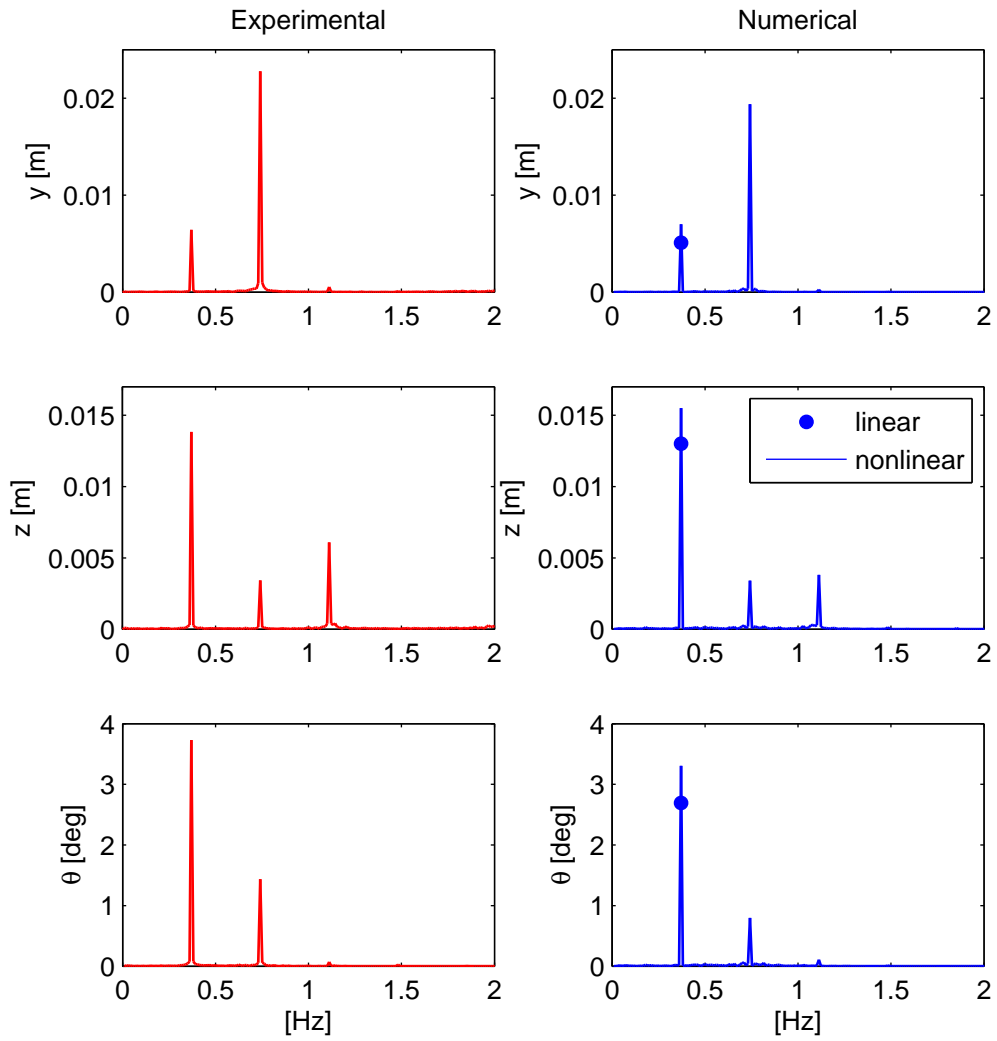 Experimental
Numerical
y [m]
0.02
0.01
0
0 0.5 1 1.5 2
y [m]
0.02
0.01
0
0 0.5 1 1.5 2
z [m]
0.015
0.01
0.005
0
0 0.5 1 1.5 2
z [m]
0.015
0.01
0.005
0
0 0.5 1 1.5 2
linear
nonlinear
θ [deg]
4
3
2
1
0
0 0.5 1 1.5 2
[Hz]
θ [deg]
4
3
2
1
0
0 0.5 1 1.5 2
[Hz]